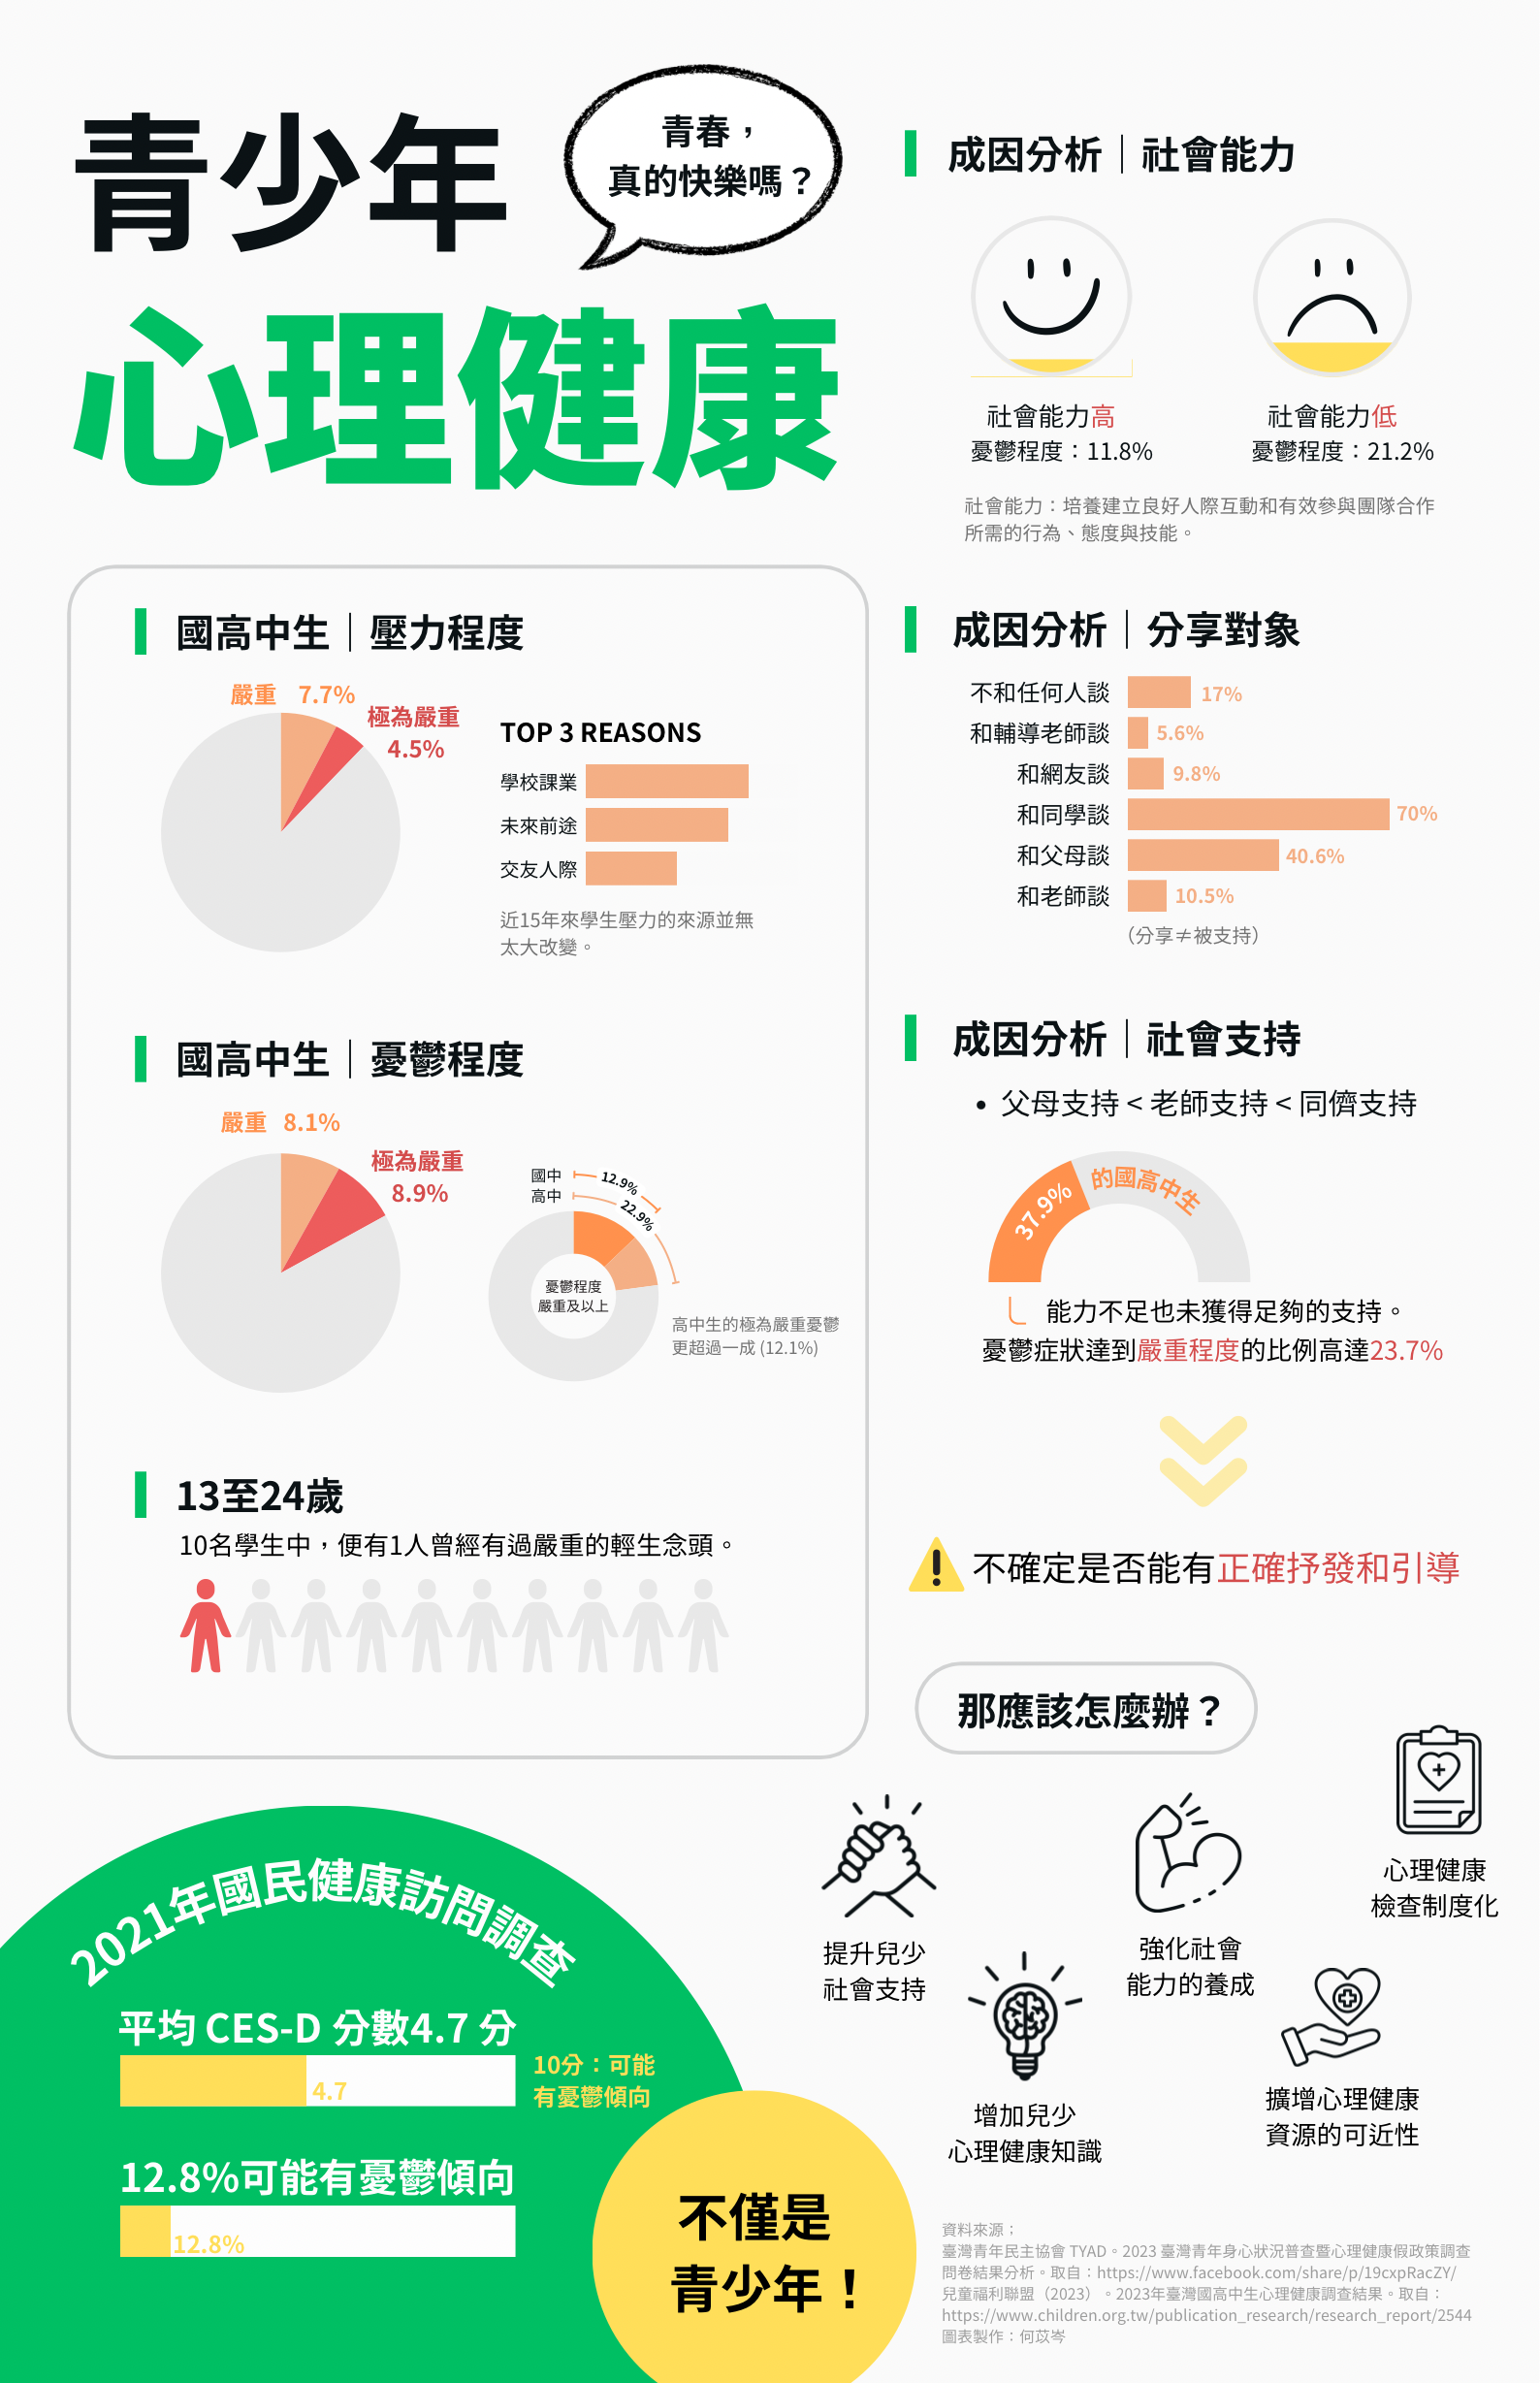 青少年
心理健康
青春，
真的快樂嗎？
國高中生｜壓力程度
嚴重 7.7%
極為嚴重
4.5%
TOP 3 REASONS
學校課業
未來前途
交友人際
近15年來學生壓力的來源並無
太大改變。
國高中生｜憂鬱程度
嚴重 8.1%
極為嚴重
8.9%
國中 12.9%
高中 22.9%
憂鬱程度
嚴重及以上
高中生的極為嚴重憂鬱
更超過一成 (12.1%)
13至24歲
10名學生中，便有1人曾經有過嚴重的輕生念頭。
成因分析｜社會能力
社會能力高
憂鬱程度：11.8%
社會能力低
憂鬱程度：21.2%
社會能力：培養建立良好人際互動和有效參與團隊合作
所需的行為、態度與技能。
成因分析｜分享對象
不和任何人談 17%
和輔導老師談 5.6%
和網友談 9.8%
和同學談 70%
和父母談 40.6%
和老師談 10.5%
（分享≠被支持）
成因分析｜社會支持
• 父母支持 < 老師支持 < 同儕支持
37.9% 的國高中生
能力不足也未獲得足夠的支持。
憂鬱症狀達到嚴重程度的比例高達23.7%
不確定是否能有正確抒發和引導
那應該怎麼辦？
提升兒少
社會支持
增加兒少
心理健康知識
強化社會
能力的養成
擴增心理健康
資源的可近性
心理健康
檢查制度化
2021年國民健康訪問調查
平均 CES-D 分數4.7 分
4.7
10分：可能
有憂鬱傾向
12.8%可能有憂鬱傾向
12.8%
不僅是
青少年！
資料來源；
臺灣青年民主協會 TYAD。2023 臺灣青年身心狀況普查暨心理健康假政策調查
問卷結果分析。取自：https://www.facebook.com/share/p/19cxpRacZY/
兒童福利聯盟（2023）。2023年臺灣國高中生心理健康調查結果。取自：
https://www.children.org.tw/publication_research/research_report/2544
圖表製作：何苡岑